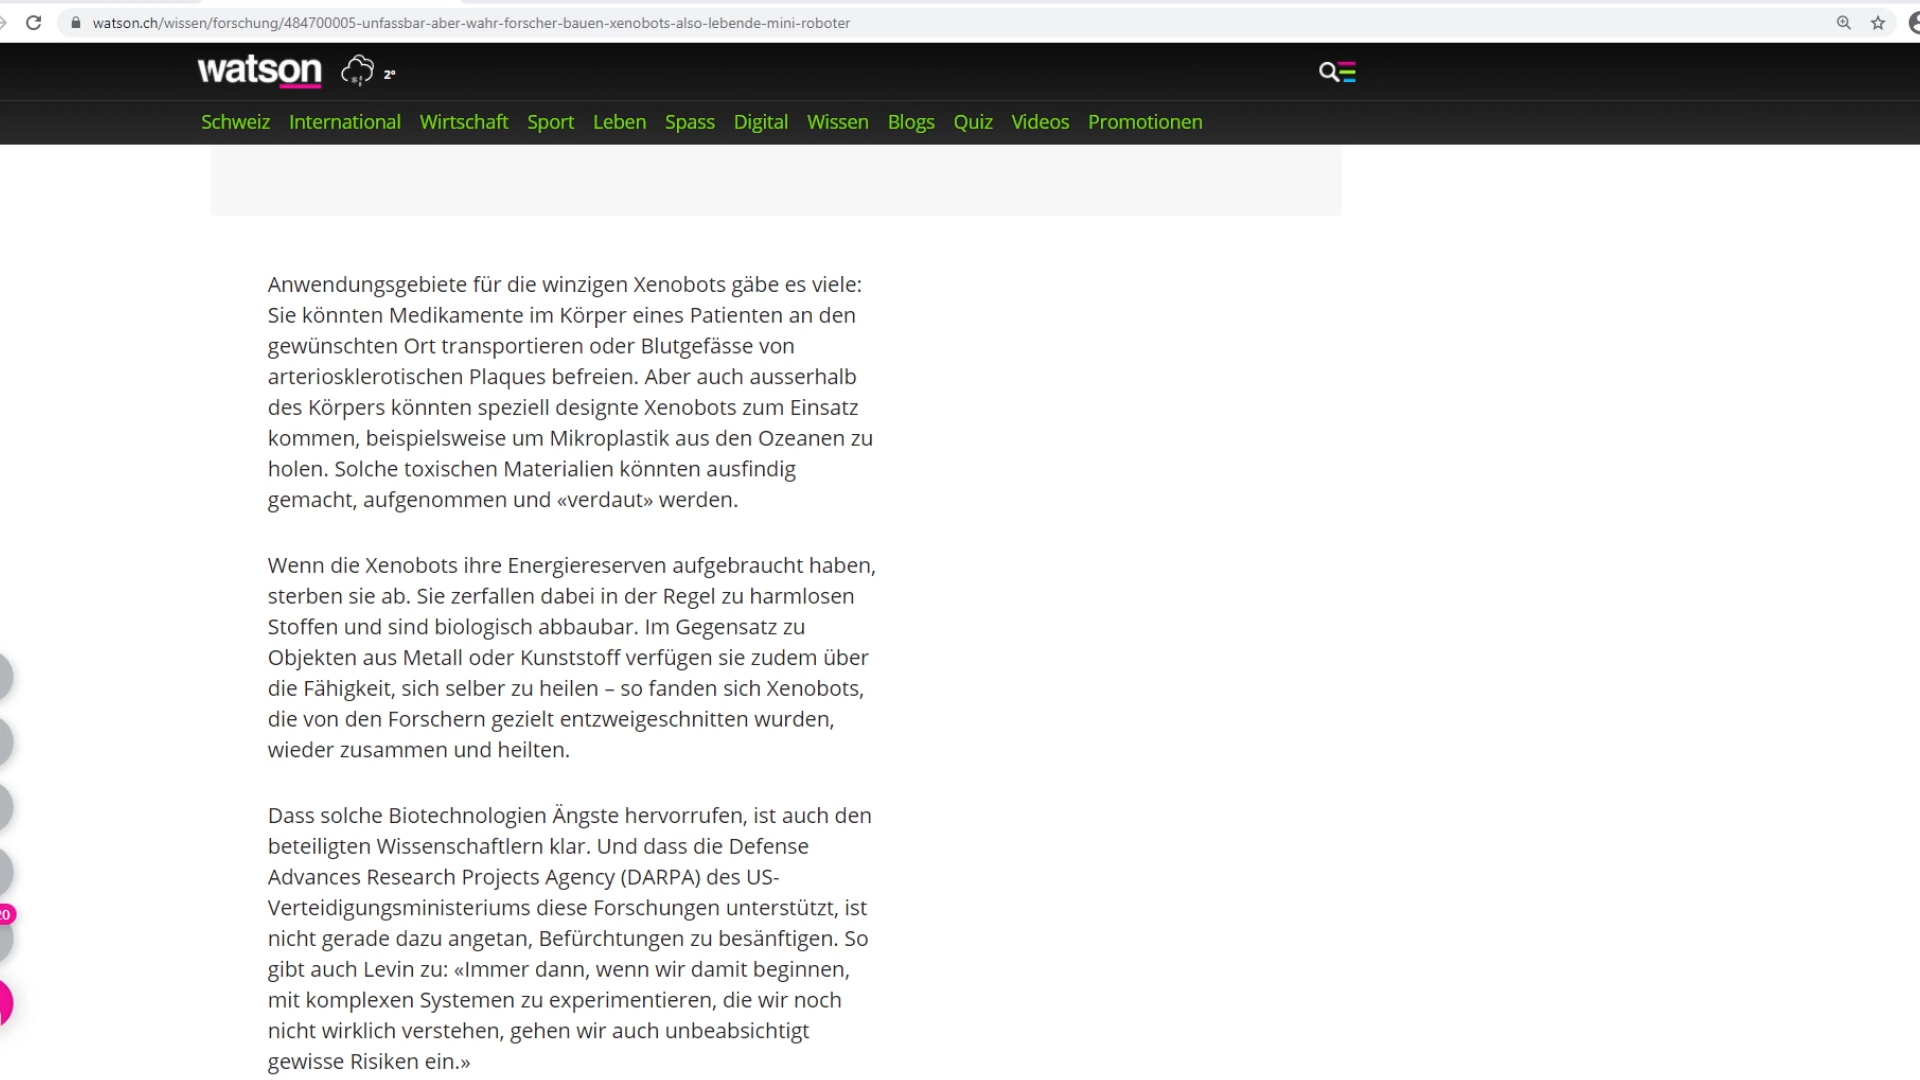 watson.ch/wissen/forschung/484700005-unfassbar-aber-wahr-forscher-bauen-xenobots-also-lebende-mini-roboter
watson 2°
Schweiz International Wirtschaft Sport Leben Spass Digital Wissen Blogs Quiz Videos Promotionen
Anwendungsgebiete für die winzigen Xenobots gäbe es viele:
Sie könnten Medikamente im Körper eines Patienten an den
gewünschten Ort transportieren oder Blutgefässe von
arteriosklerotischen Plaques befreien. Aber auch ausserhalb
des Körpers könnten speziell designte Xenobots zum Einsatz
kommen, beispielsweise um Mikroplastik aus den Ozeanen zu
holen. Solche toxischen Materialien könnten ausfindig
gemacht, aufgenommen und «verdaut» werden.
Wenn die Xenobots ihre Energiereserven aufgebraucht haben,
sterben sie ab. Sie zerfallen dabei in der Regel zu harmlosen
Stoffen und sind biologisch abbaubar. Im Gegensatz zu
Objekten aus Metall oder Kunststoff verfügen sie zudem über
die Fähigkeit, sich selber zu heilen – so fanden sich Xenobots,
die von den Forschern gezielt entzweigeschnitten wurden,
wieder zusammen und heilten.
Dass solche Biotechnologien Ängste hervorrufen, ist auch den
beteiligten Wissenschaftlern klar. Und dass die Defense
Advances Research Projects Agency (DARPA) des US-
Verteidigungsministeriums diese Forschungen unterstützt, ist
nicht gerade dazu angetan, Befürchtungen zu besänftigen. So
gibt auch Levin zu: «Immer dann, wenn wir damit beginnen,
mit komplexen Systemen zu experimentieren, die wir noch
nicht wirklich verstehen, gehen wir auch unbeabsichtigt
gewisse Risiken ein.»